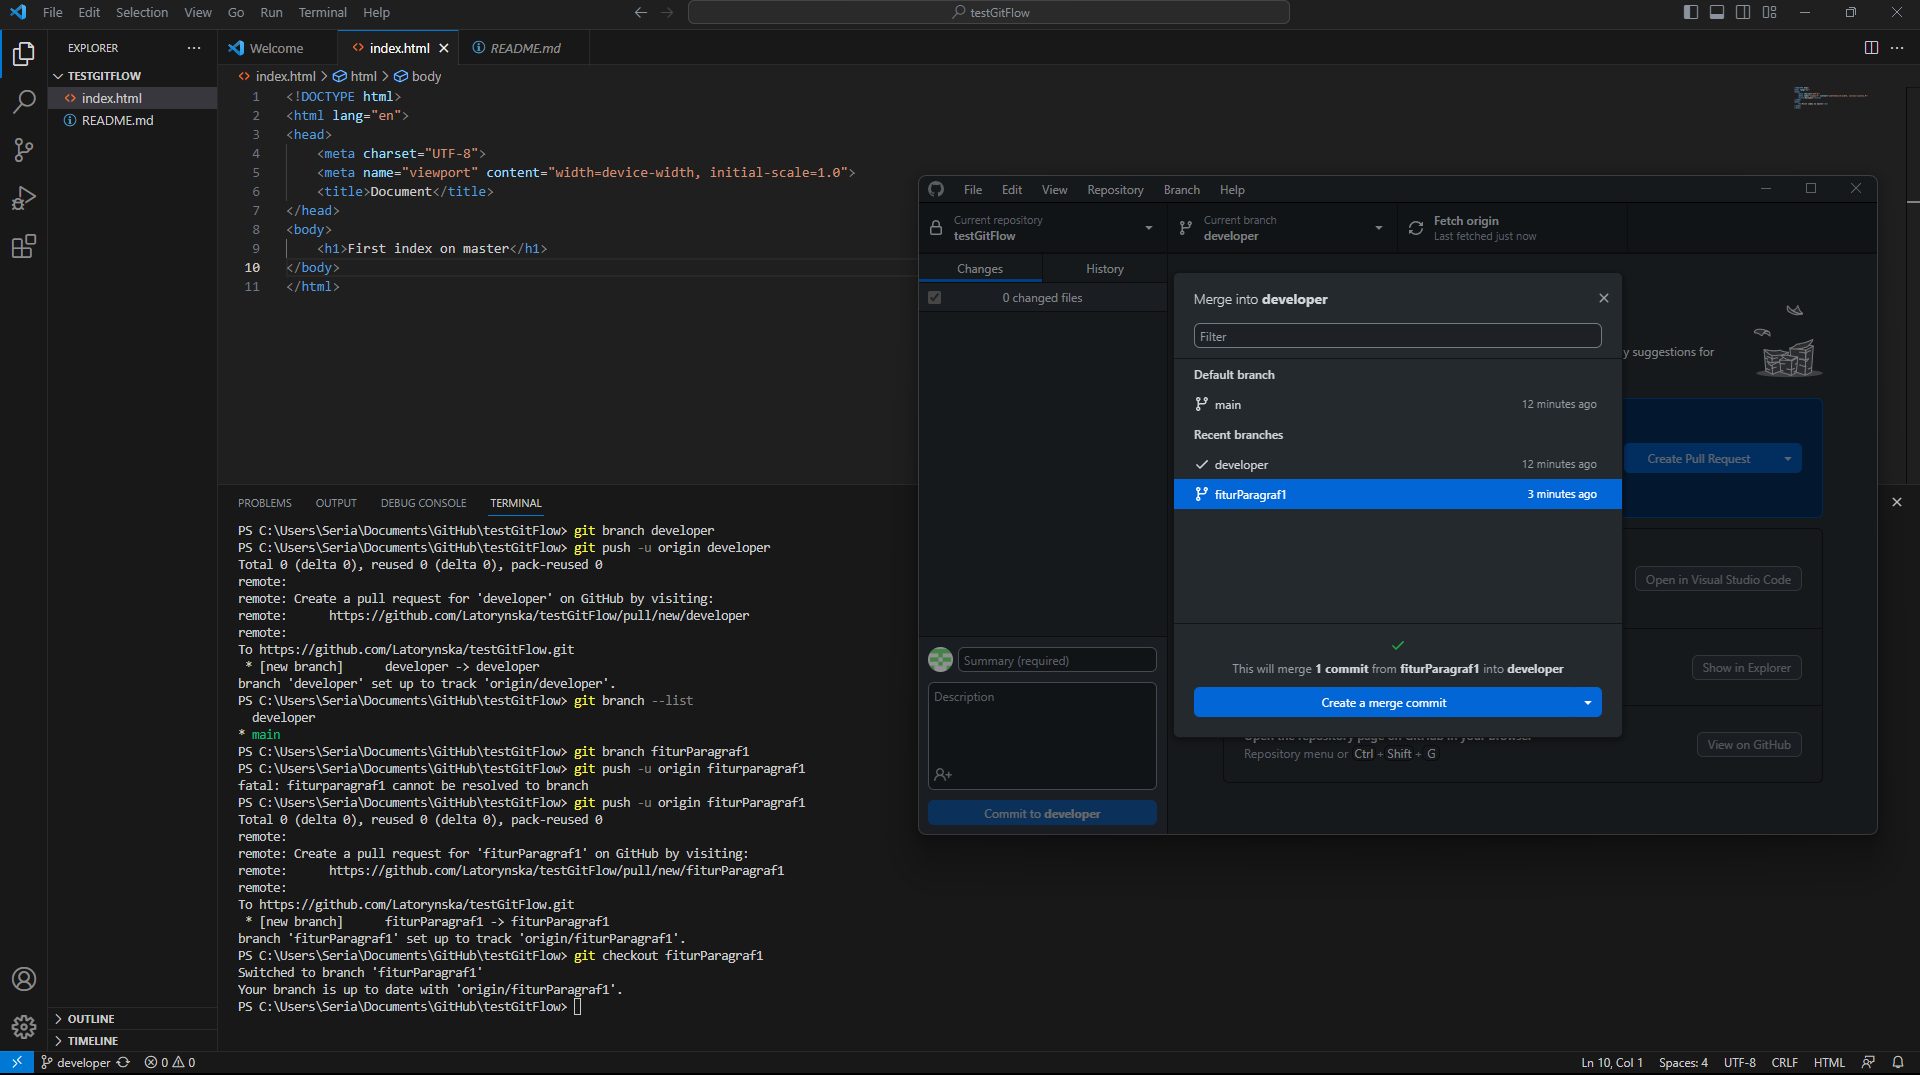 File Edit Selection View Go Run Terminal Help
testGitFlow
EXPLORER
TESTGITFLOW
index.html
README.md
OUTLINE
TIMELINE
Welcome
index.html
README.md
index.html > html > body
1 <!DOCTYPE html>
2 <html lang="en">
3 <head>
4 <meta charset="UTF-8">
5 <meta name="viewport" content="width=device-width, initial-scale=1.0">
6 <title>Document</title>
7 </head>
8 <body>
9 <h1>First index on master</h1>
10 </body>
11 </html>
PROBLEMS OUTPUT DEBUG CONSOLE TERMINAL
PS C:\Users\Seria\Documents\GitHub\testGitFlow> git branch developer
PS C:\Users\Seria\Documents\GitHub\testGitFlow> git push -u origin developer
Total 0 (delta 0), reused 0 (delta 0), pack-reused 0
remote:
remote: Create a pull request for 'developer' on GitHub by visiting:
remote:      https://github.com/Latorynska/testGitFlow/pull/new/developer
remote:
To https://github.com/Latorynska/testGitFlow.git
 * [new branch]      developer -> developer
branch 'developer' set up to track 'origin/developer'.
PS C:\Users\Seria\Documents\GitHub\testGitFlow> git branch --list
  developer
* main
PS C:\Users\Seria\Documents\GitHub\testGitFlow> git branch fiturParagraf1
PS C:\Users\Seria\Documents\GitHub\testGitFlow> git push -u origin fiturparagraf1
fatal: fiturparagraf1 cannot be resolved to branch
PS C:\Users\Seria\Documents\GitHub\testGitFlow> git push -u origin fiturParagraf1
Total 0 (delta 0), reused 0 (delta 0), pack-reused 0
remote:
remote: Create a pull request for 'fiturParagraf1' on GitHub by visiting:
remote:      https://github.com/Latorynska/testGitFlow/pull/new/fiturParagraf1
remote:
To https://github.com/Latorynska/testGitFlow.git
 * [new branch]      fiturParagraf1 -> fiturParagraf1
branch 'fiturParagraf1' set up to track 'origin/fiturParagraf1'.
PS C:\Users\Seria\Documents\GitHub\testGitFlow> git checkout fiturParagraf1
Switched to branch 'fiturParagraf1'
Your branch is up to date with 'origin/fiturParagraf1'.
PS C:\Users\Seria\Documents\GitHub\testGitFlow>
File Edit View Repository Branch Help
Current repository
testGitFlow
Current branch
developer
Fetch origin
Last fetched just now
Changes History
0 changed files
Summary (required)
Description
Commit to developer
Merge into developer
Filter
Default branch
main 12 minutes ago
Recent branches
developer 12 minutes ago
fiturParagraf1 3 minutes ago
This will merge 1 commit from fiturParagraf1 into developer
Create a merge commit
y suggestions for
Create Pull Request
Open in Visual Studio Code
Show in Explorer
View on GitHub
Repository menu or Ctrl + Shift + G
developer 0 0
Ln 10, Col 1 Spaces: 4 UTF-8 CRLF HTML